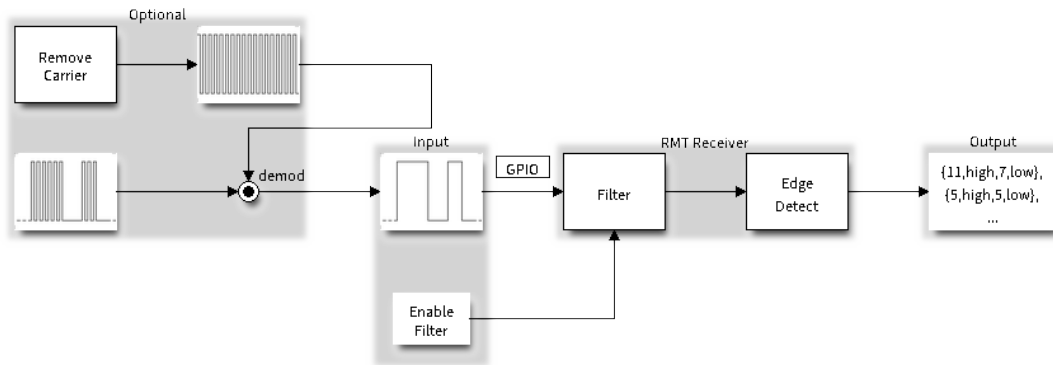 Optional
Remove
Carrier
demod
Input
GPIO
Enable
Filter
RMT Receiver
Filter
Edge
Detect
Output
{11,high,7,low},
{5,high,5,low},
...